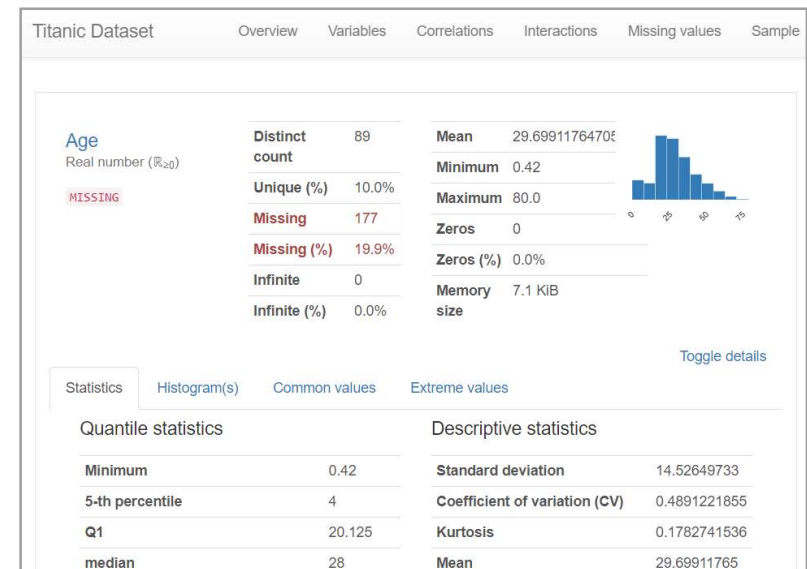 Titanic Dataset Overview Variables Correlations Interactions Missing values Sample
Age
Real number (ℝ≥0)
MISSING
Distinct count 89
Unique (%) 10.0%
Missing 177
Missing (%) 19.9%
Infinite 0
Infinite (%) 0.0%
Mean 29.69911764705
Minimum 0.42
Maximum 80.0
Zeros 0
Zeros (%) 0.0%
Memory size 7.1 KiB
0 25 50 75
Toggle details
Statistics Histogram(s) Common values Extreme values
Quantile statistics
Minimum 0.42
5-th percentile 4
Q1 20.125
median 28
Descriptive statistics
Standard deviation 14.52649733
Coefficient of variation (CV) 0.4891221855
Kurtosis 0.1782741536
Mean 29.69911765